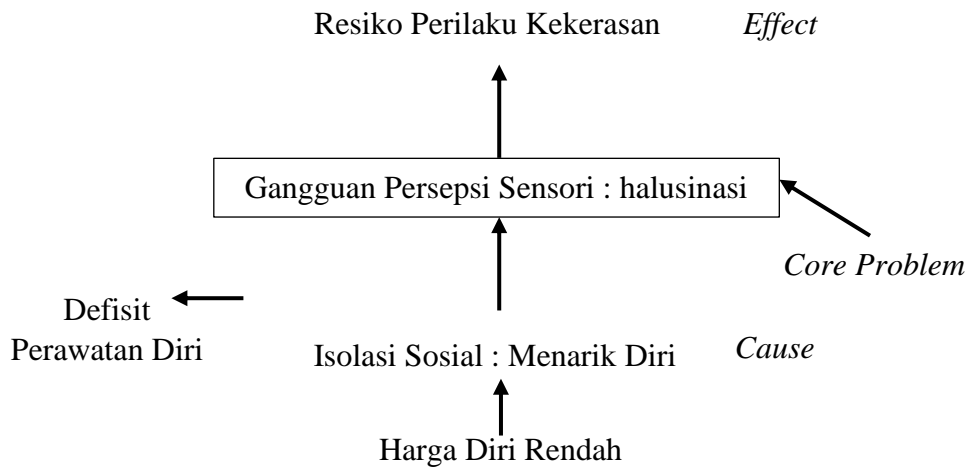 Resiko Perilaku Kekerasan Effect
Gangguan Persepsi Sensori : halusinasi
Core Problem
Defisit
Perawatan Diri
Isolasi Sosial : Menarik Diri Cause
Harga Diri Rendah